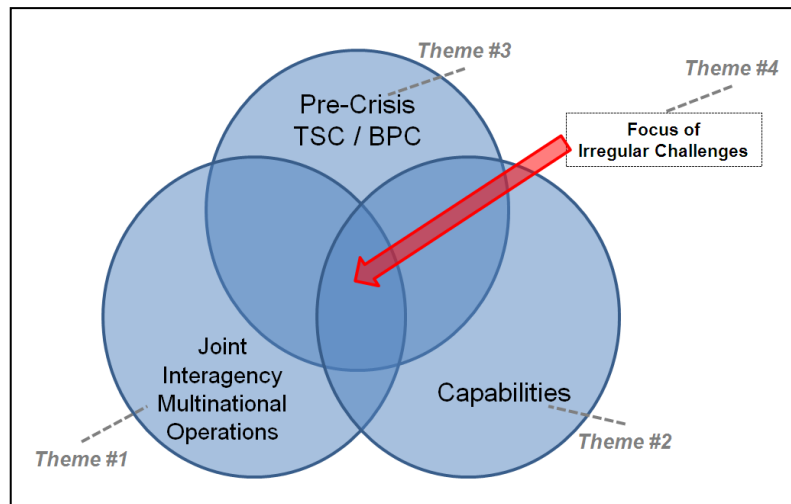 Theme #3
Theme #4
Pre-Crisis
TSC / BPC
Focus of
Irregular Challenges
Joint
Interagency
Multinational
Operations
Capabilities
Theme #1
Theme #2